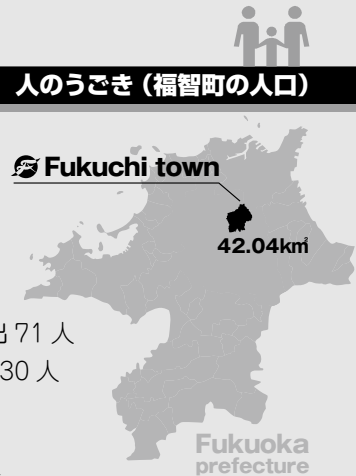 人のうごき（福智町の人口）
Fukuchi town
42.04㎢
出 71 人
30 人
Fukuoka
prefecture